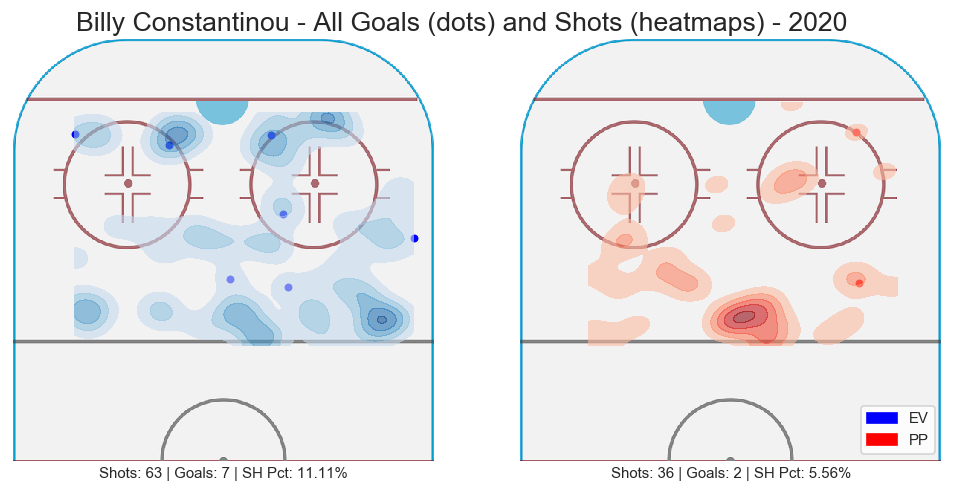 Billy Constantinou - All Goals (dots) and Shots (heatmaps) - 2020
EV
PP
Shots: 63 | Goals: 7 | SH Pct: 11.11%
Shots: 36 | Goals: 2 | SH Pct: 5.56%